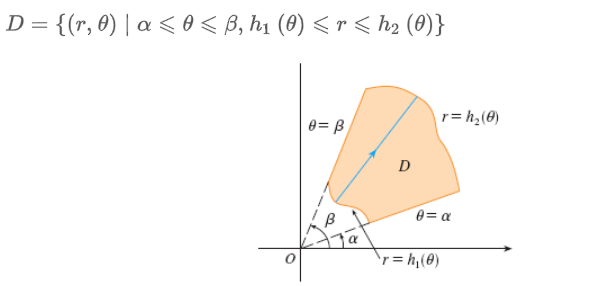 D = {(r, θ) | α ⩽ θ ⩽ β, h₁ (θ) ⩽ r ⩽ h₂ (θ)}
r = h₂(θ)
θ = β
D
θ = α
β
α
O
r = h₁(θ)